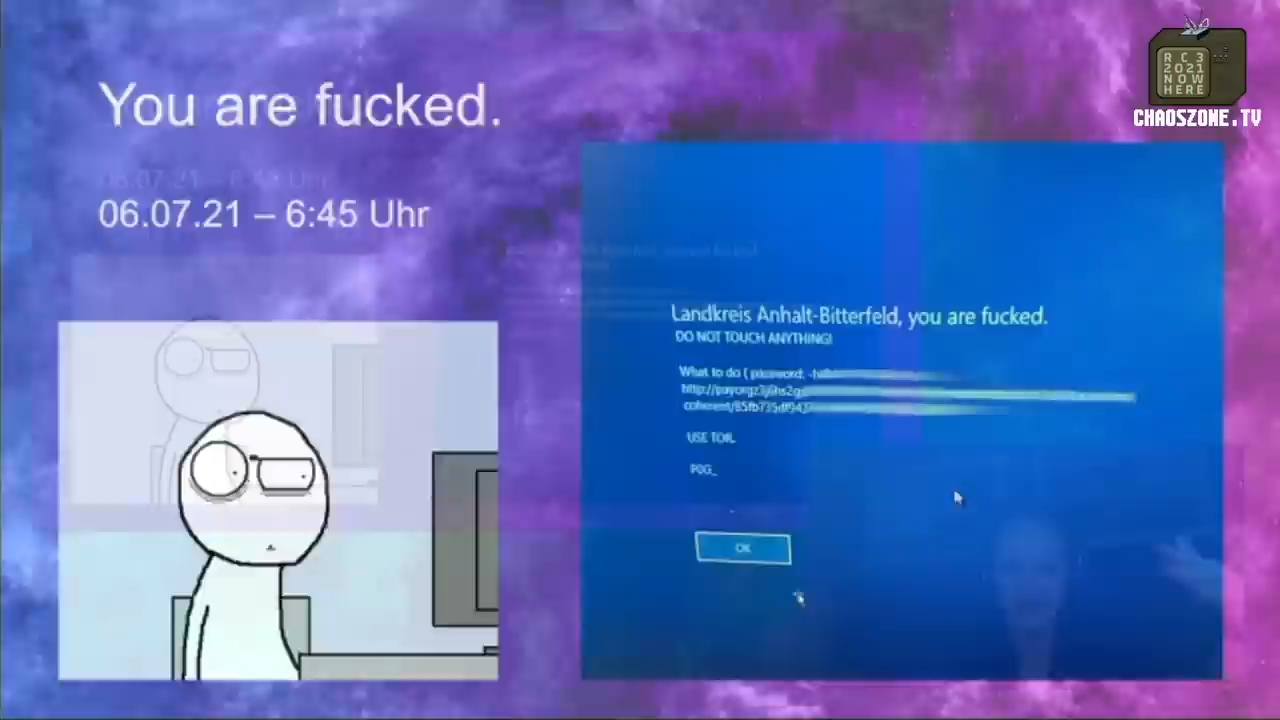 You are fucked.
06.07.21 – 6:45 Uhr
RC3
2021
NOW
HERE
CHAOSZONE.TV
Landkreis Anhalt-Bitterfeld, you are fucked.
DO NOT TOUCH ANYTHING!
What to do ( password:
USE TOR.
OK